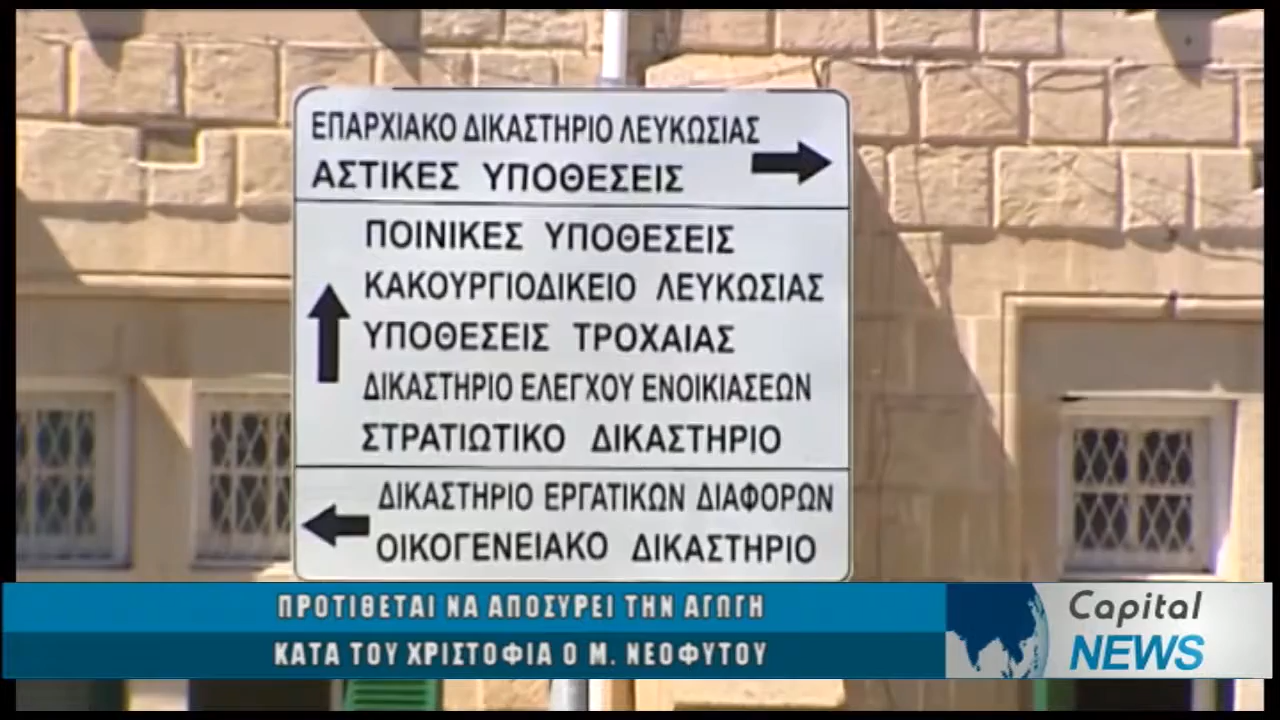 ΕΠΑΡΧΙΑΚΟ ΔΙΚΑΣΤΗΡΙΟ ΛΕΥΚΩΣΙΑΣ
ΑΣΤΙΚΕΣ ΥΠΟΘΕΣΕΙΣ
ΠΟΙΝΙΚΕΣ ΥΠΟΘΕΣΕΙΣ
ΚΑΚΟΥΡΓΙΟΔΙΚΕΙΟ ΛΕΥΚΩΣΙΑΣ
ΥΠΟΘΕΣΕΙΣ ΤΡΟΧΑΙΑΣ
ΔΙΚΑΣΤΗΡΙΟ ΕΛΕΓΧΟΥ ΕΝΟΙΚΙΑΣΕΩΝ
ΣΤΡΑΤΙΩΤΙΚΟ ΔΙΚΑΣΤΗΡΙΟ
ΔΙΚΑΣΤΗΡΙΟ ΕΡΓΑΤΙΚΩΝ ΔΙΑΦΟΡΩΝ
ΟΙΚΟΓΕΝΕΙΑΚΟ ΔΙΚΑΣΤΗΡΙΟ
ΠΡΟΤΙΘΕΤΑΙ ΝΑ ΑΠΟΣΥΡΕΙ ΤΗΝ ΑΓΩΓΗ
ΚΑΤΑ ΤΟΥ ΧΡΙΣΤΟΦΙΑ Ο Μ. ΝΕΟΦΥΤΟΥ
Capital
NEWS